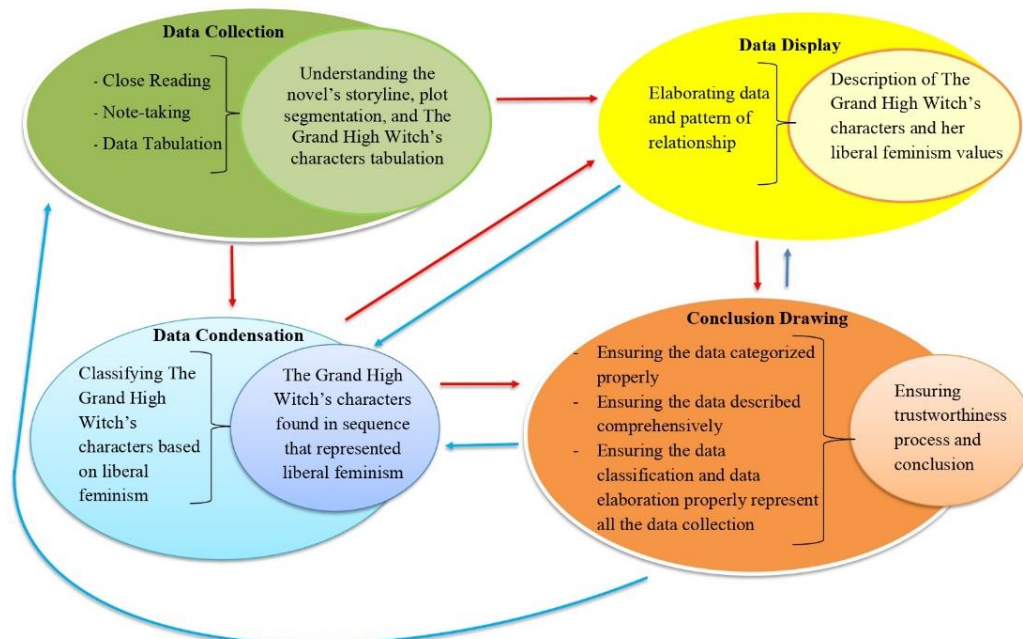 Data Collection
- Close Reading
- Note-taking
- Data Tabulation
Understanding the
novel's storyline, plot
segmentation, and The
Grand High Witch's
characters tabulation
Data Display
Elaborating data
and pattern of
relationship
Description of The
Grand High Witch's
characters and her
liberal feminism values
Data Condensation
Classifying The
Grand High
Witch's
characters based
on liberal
feminism
The Grand High
Witch's characters
found in sequence
that represented
liberal feminism
Conclusion Drawing
- Ensuring the data categorized
properly
- Ensuring the data described
comprehensively
- Ensuring the data
classification and data
elaboration properly represent
all the data collection
Ensuring
trustworthiness
process and
conclusion